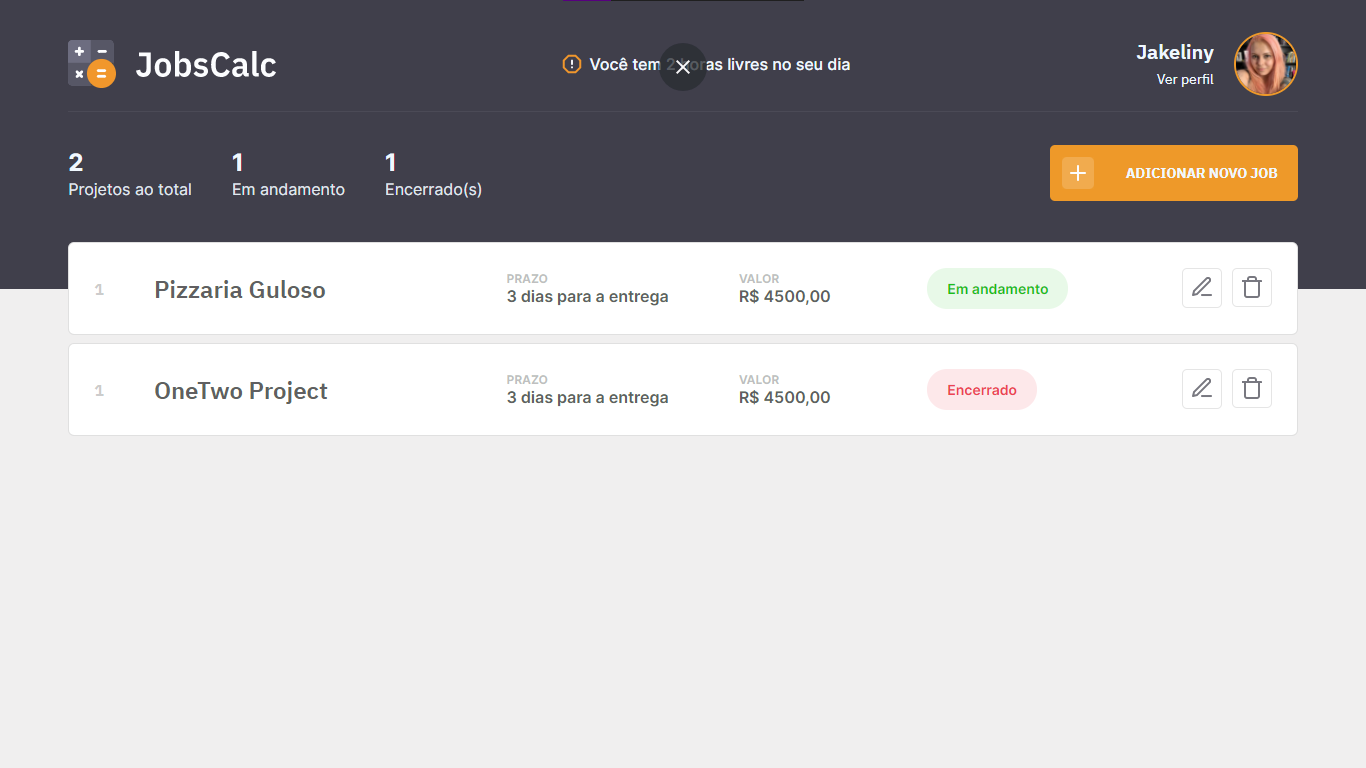 JobsCalc
Você tem 2 horas livres no seu dia
Jakeliny
Ver perfil
2
Projetos ao total
1
Em andamento
1
Encerrado(s)
ADICIONAR NOVO JOB
1
Pizzaria Guloso
PRAZO
3 dias para a entrega
VALOR
R$ 4500,00
Em andamento
1
OneTwo Project
PRAZO
3 dias para a entrega
VALOR
R$ 4500,00
Encerrado